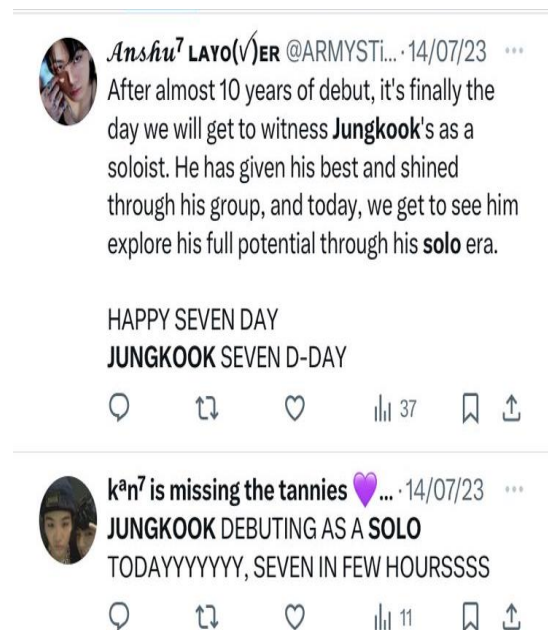 Anshu⁷ LAYO(V)ER @ARMYSTi... · 14/07/23
After almost 10 years of debut, it's finally the
day we will get to witness Jungkook's as a
soloist. He has given his best and shined
through his group, and today, we get to see him
explore his full potential through his solo era.
HAPPY SEVEN DAY
JUNGKOOK SEVEN D-DAY
37
kᵃn⁷ is missing the tannies 💜... · 14/07/23
JUNGKOOK DEBUTING AS A SOLO
TODAYYYYYYY, SEVEN IN FEW HOURSSSS
11